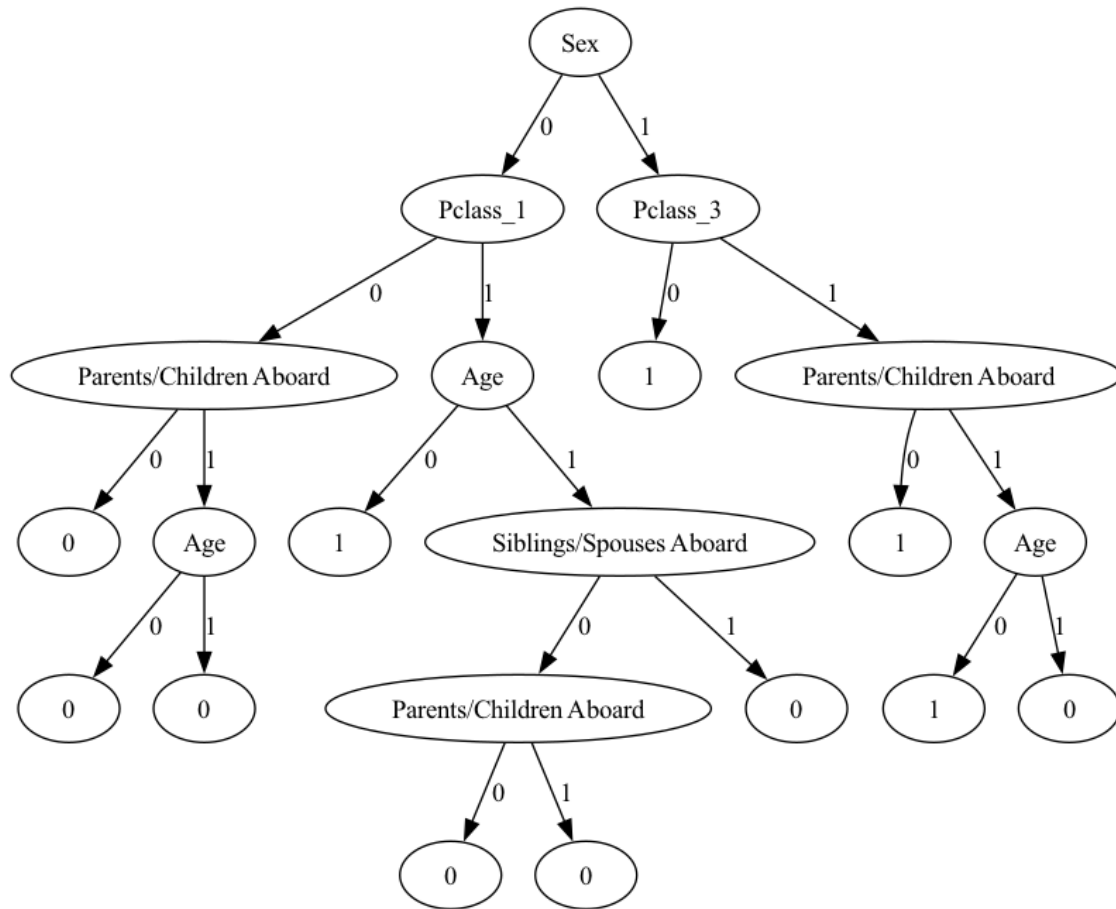 Sex
0 1
Pclass_1 Pclass_3
0 1 0 1
Parents/Children Aboard Age 1 Parents/Children Aboard
0 1 0 1 0 1
0 Age 1 Siblings/Spouses Aboard 1 Age
0 1 0 1 0 1
0 0 Parents/Children Aboard 0 1 0
0 1
0 0